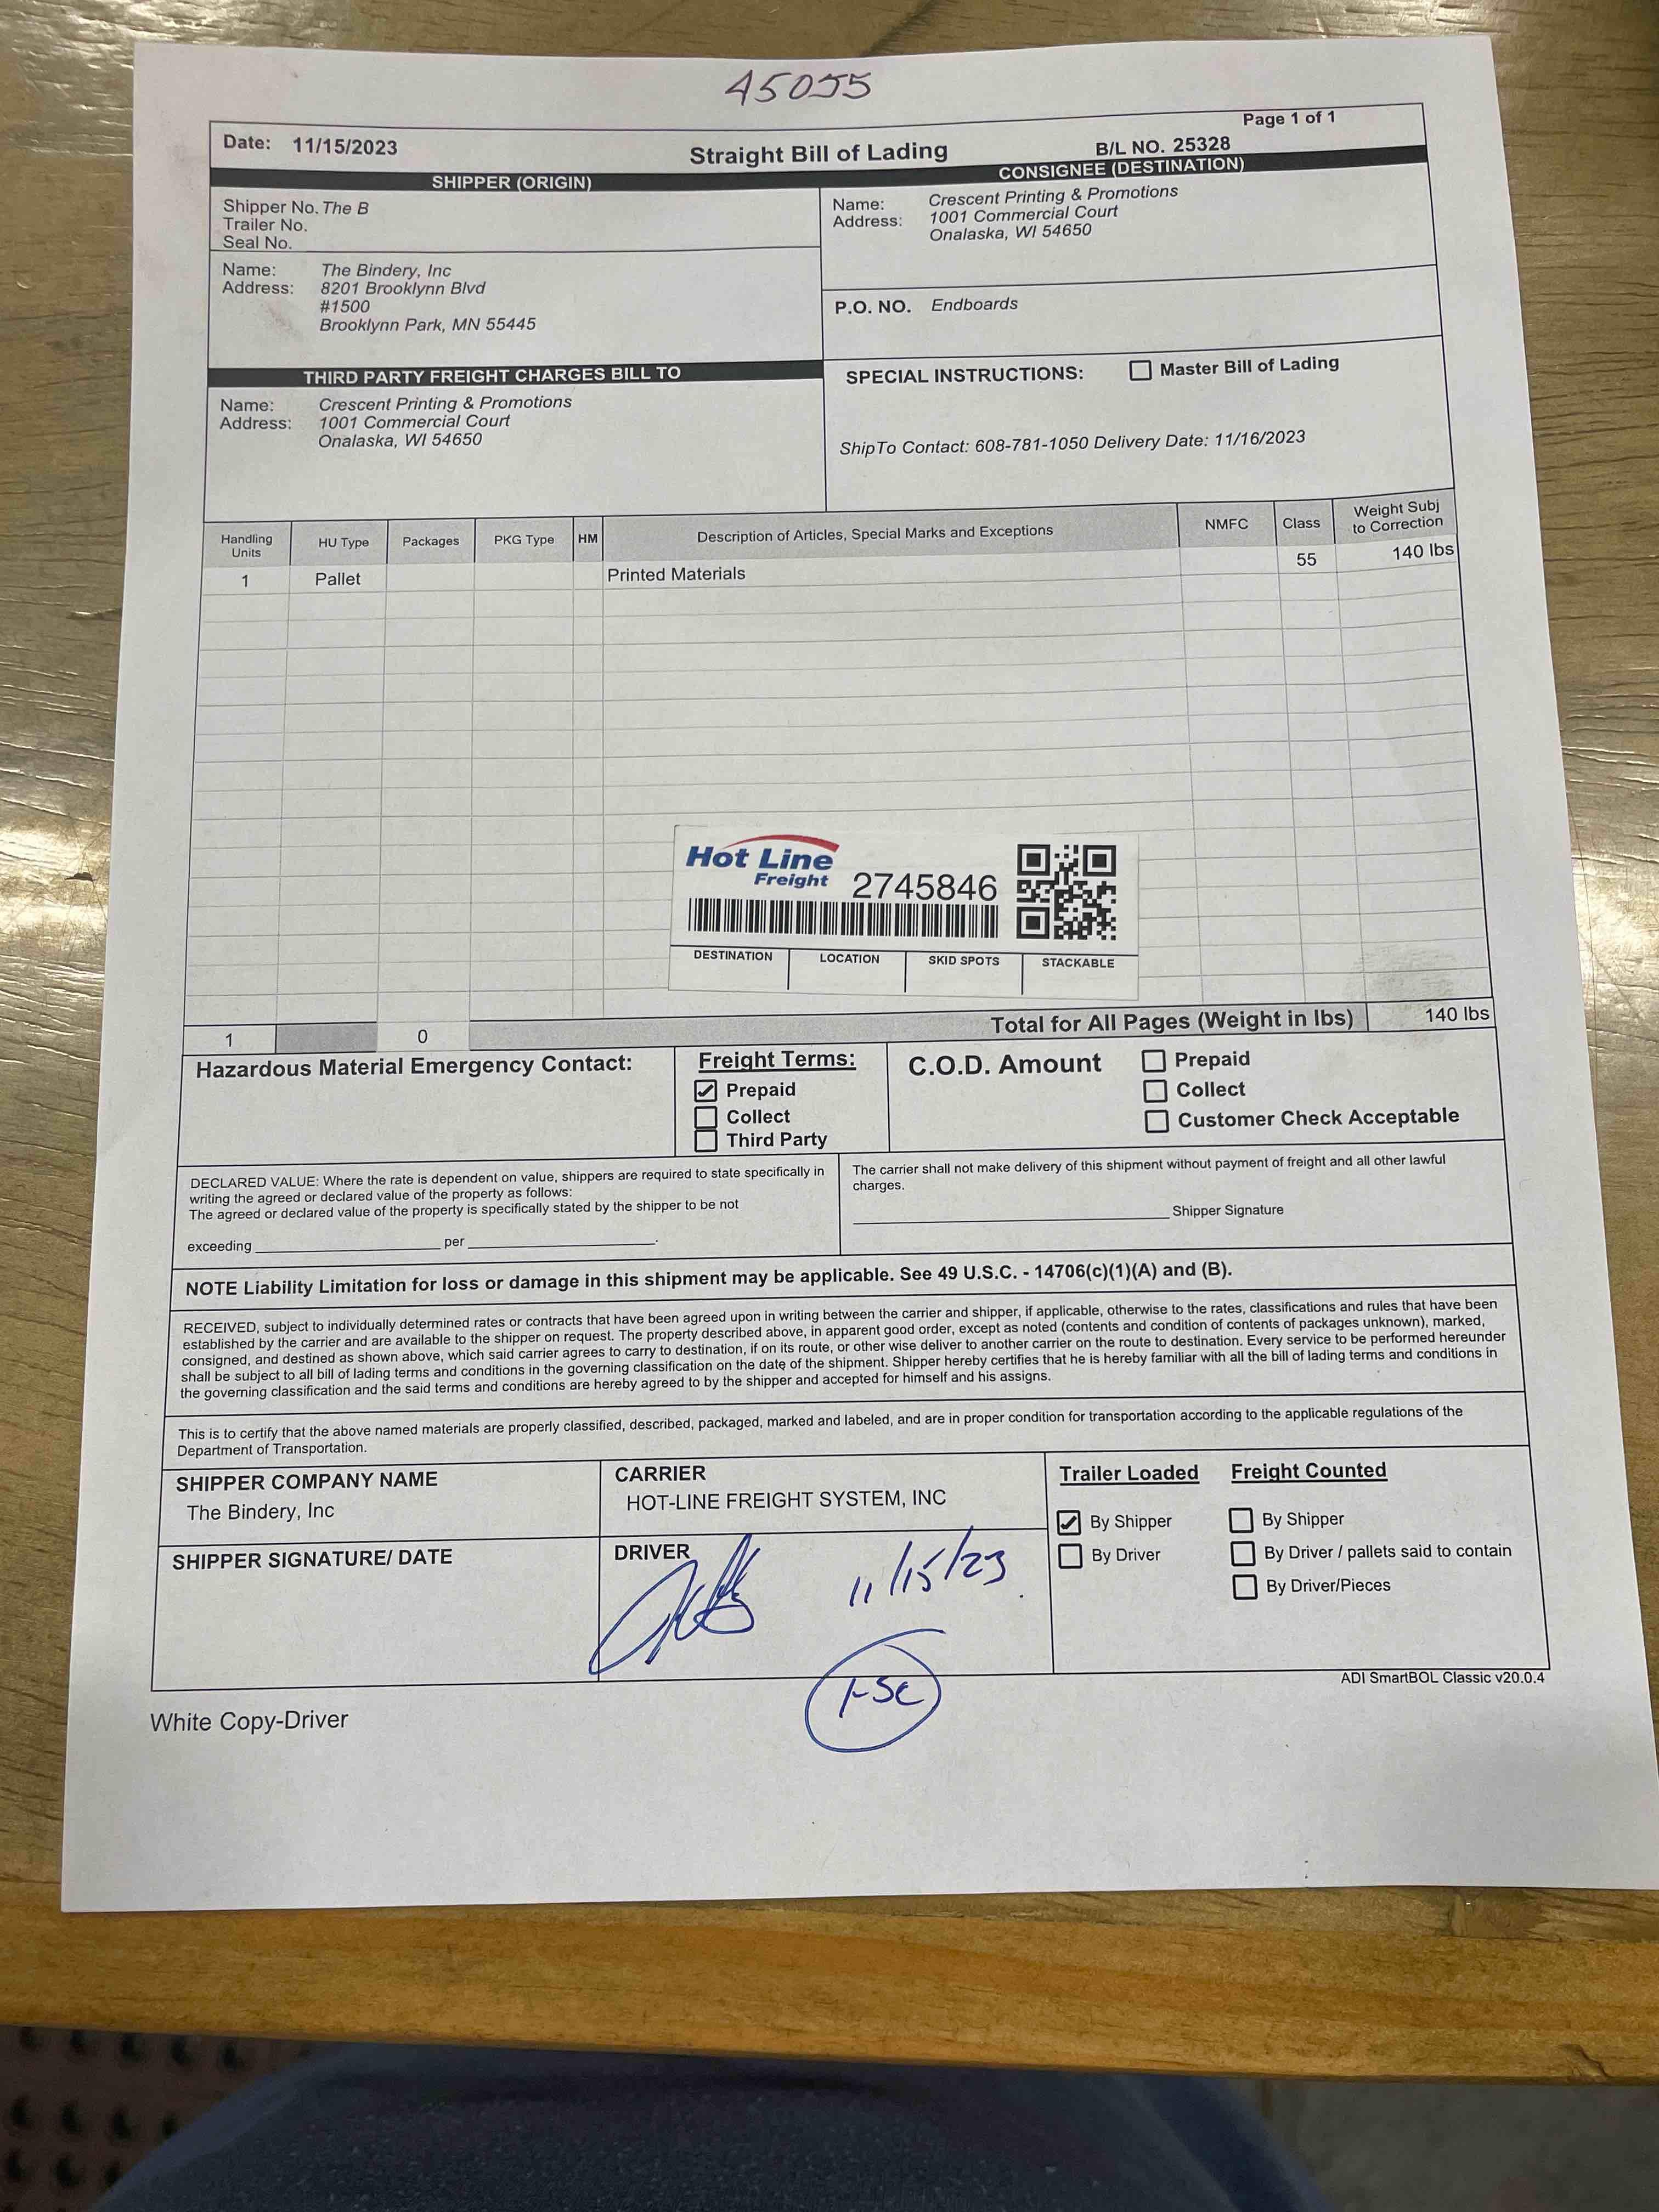 45055
Page 1 of 1
Date: 11/15/2023
Straight Bill of Lading
B/L NO. 25328
SHIPPER (ORIGIN)
Shipper No. The B
Trailer No.
Seal No.
Name: The Bindery, Inc
Address: 8201 Brooklynn Blvd
#1500
Brooklynn Park, MN 55445
CONSIGNEE (DESTINATION)
Name: Crescent Printing & Promotions
Address: 1001 Commercial Court
Onalaska, WI 54650
P.O. NO. Endboards
THIRD PARTY FREIGHT CHARGES BILL TO
Name: Crescent Printing & Promotions
Address: 1001 Commercial Court
Onalaska, WI 54650
SPECIAL INSTRUCTIONS: Master Bill of Lading
ShipTo Contact: 608-781-1050 Delivery Date: 11/16/2023
Handling Units HU Type Packages PKG Type HM Description of Articles, Special Marks and Exceptions NMFC Class Weight Subj to Correction
1 Pallet Printed Materials 55 140 lbs
Hot Line
Freight 2745846
DESTINATION LOCATION SKID SPOTS STACKABLE
1 0 Total for All Pages (Weight in lbs) 140 lbs
Hazardous Material Emergency Contact:
Freight Terms:
Prepaid
Collect
Third Party
C.O.D. Amount
Prepaid
Collect
Customer Check Acceptable
DECLARED VALUE: Where the rate is dependent on value, shippers are required to state specifically in
writing the agreed or declared value of the property as follows:
The agreed or declared value of the property is specifically stated by the shipper to be not
exceeding per .
The carrier shall not make delivery of this shipment without payment of freight and all other lawful
charges.
Shipper Signature
NOTE Liability Limitation for loss or damage in this shipment may be applicable. See 49 U.S.C. - 14706(c)(1)(A) and (B).
RECEIVED, subject to individually determined rates or contracts that have been agreed upon in writing between the carrier and shipper, if applicable, otherwise to the rates, classifications and rules that have been
established by the carrier and are available to the shipper on request. The property described above, in apparent good order, except as noted (contents and condition of contents of packages unknown), marked,
consigned, and destined as shown above, which said carrier agrees to carry to destination, if on its route, or other wise deliver to another carrier on the route to destination. Every service to be performed hereunder
shall be subject to all bill of lading terms and conditions in the governing classification on the date of the shipment. Shipper hereby certifies that he is hereby familiar with all the bill of lading terms and conditions in
the governing classification and the said terms and conditions are hereby agreed to by the shipper and accepted for himself and his assigns.
This is to certify that the above named materials are properly classified, described, packaged, marked and labeled, and are in proper condition for transportation according to the applicable regulations of the
Department of Transportation.
SHIPPER COMPANY NAME
The Bindery, Inc
CARRIER
HOT-LINE FREIGHT SYSTEM, INC
SHIPPER SIGNATURE/ DATE
DRIVER
11/15/23
Trailer Loaded
By Shipper
By Driver
Freight Counted
By Shipper
By Driver / pallets said to contain
By Driver/Pieces
ADI SmartBOL Classic v20.0.4
White Copy-Driver